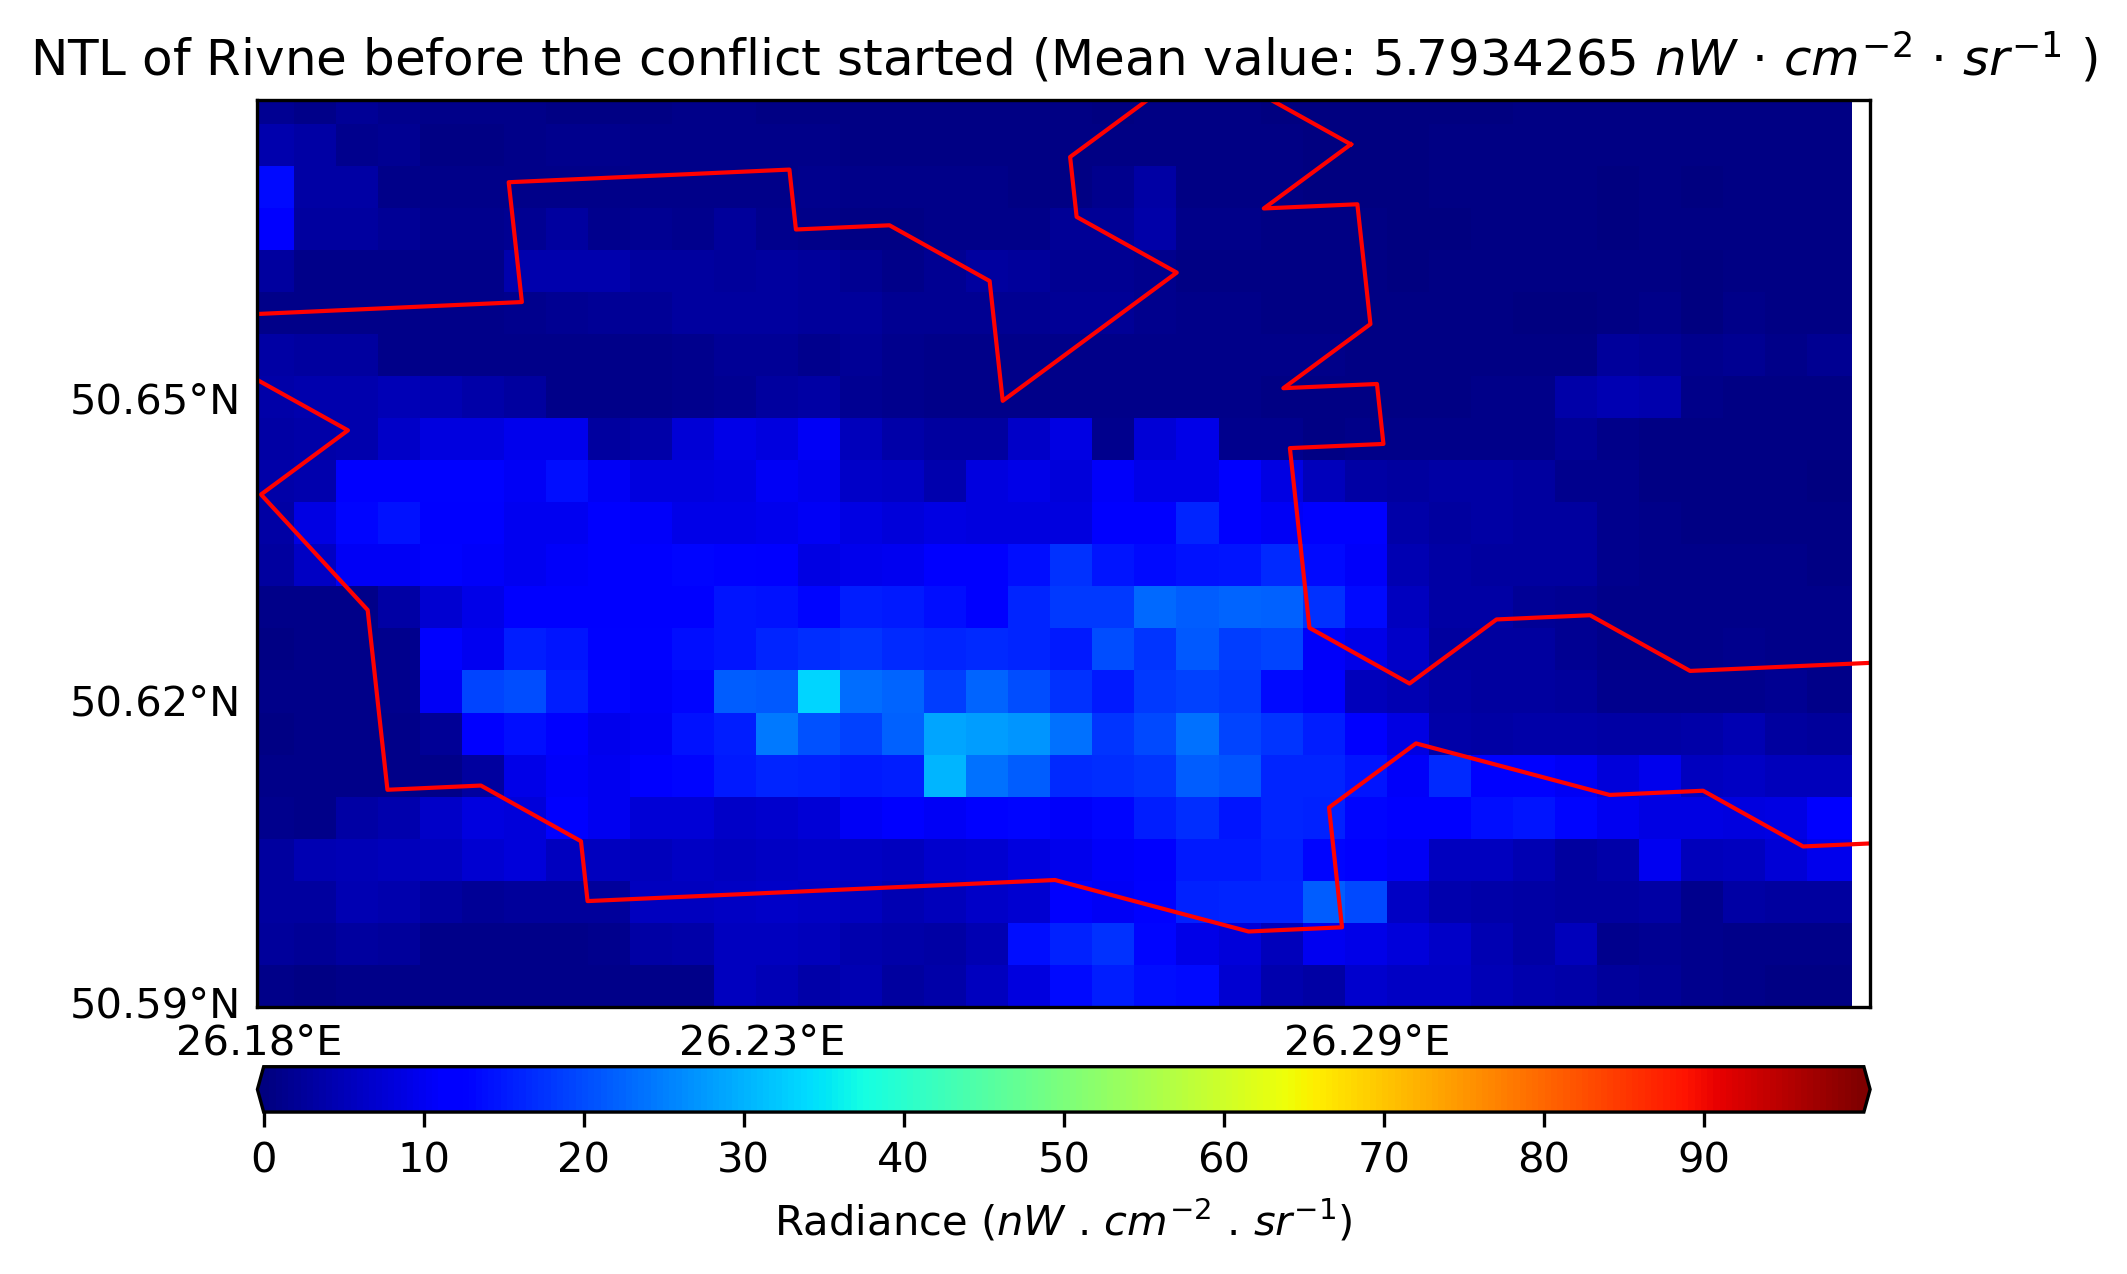 NTL of Rivne before the conflict started (Mean value: 5.7934265 nW · cm⁻² · sr⁻¹ )
50.65°N
50.62°N
50.59°N
26.18°E 26.23°E 26.29°E
0 10 20 30 40 50 60 70 80 90
Radiance (nW . cm⁻² . sr⁻¹)